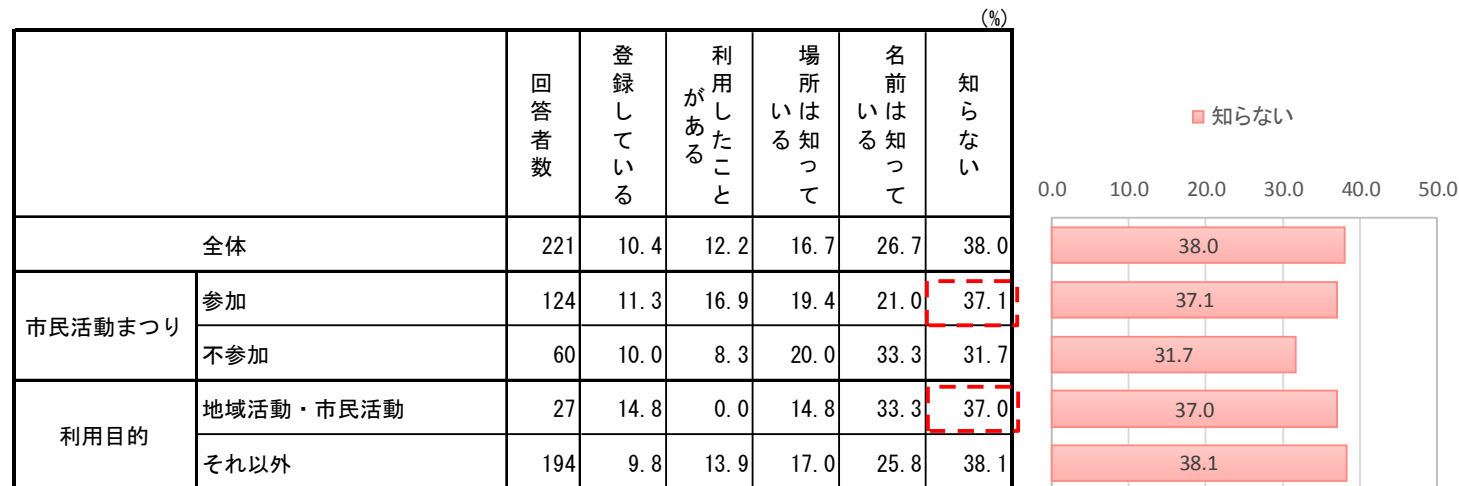 (%)
回答者数 登録している 利用したことがある 場所は知っている 名前は知っている 知らない
全体 221 10.4 12.2 16.7 26.7 38.0
市民活動まつり 参加 124 11.3 16.9 19.4 21.0 37.1
不参加 60 10.0 8.3 20.0 33.3 31.7
利用目的 地域活動・市民活動 27 14.8 0.0 14.8 33.3 37.0
それ以外 194 9.8 13.9 17.0 25.8 38.1
知らない
0.0 10.0 20.0 30.0 40.0 50.0
38.0
37.1
31.7
37.0
38.1